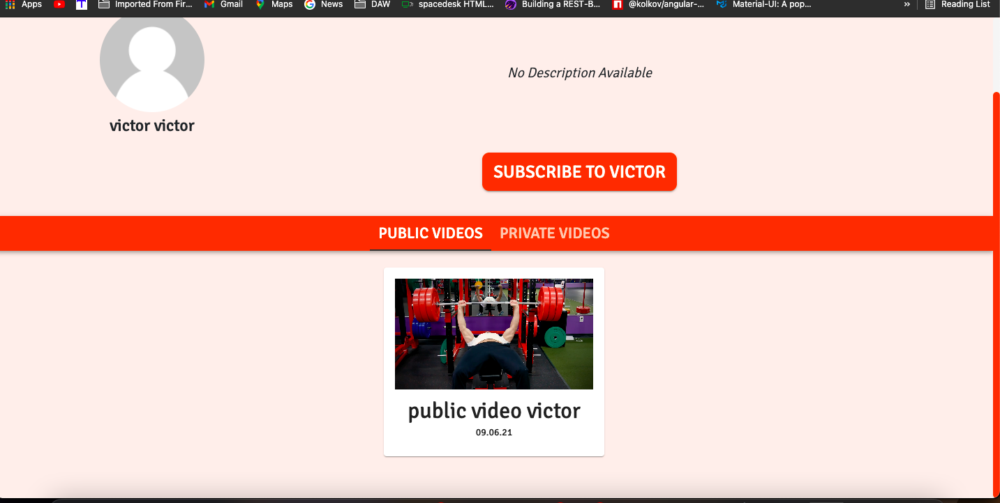 Apps Imported From Fir... Gmail Maps News DAW spacedesk HTML... Building a REST-B... @kolkov/angular-... Material-UI: A pop... » Reading List
No Description Available
victor victor
SUBSCRIBE TO VICTOR
PUBLIC VIDEOS PRIVATE VIDEOS
public video victor
09.06.21